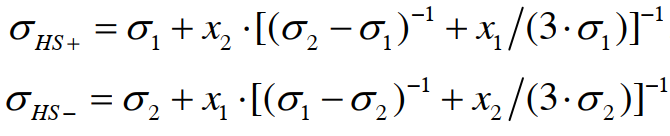 σ_{HS+} = σ_1 + x_2 ·[(σ_2 − σ_1)^{-1} + x_1/(3·σ_1)]^{-1}
σ_{HS−} = σ_2 + x_1 ·[(σ_1 − σ_2)^{-1} + x_2/(3·σ_2)]^{-1}